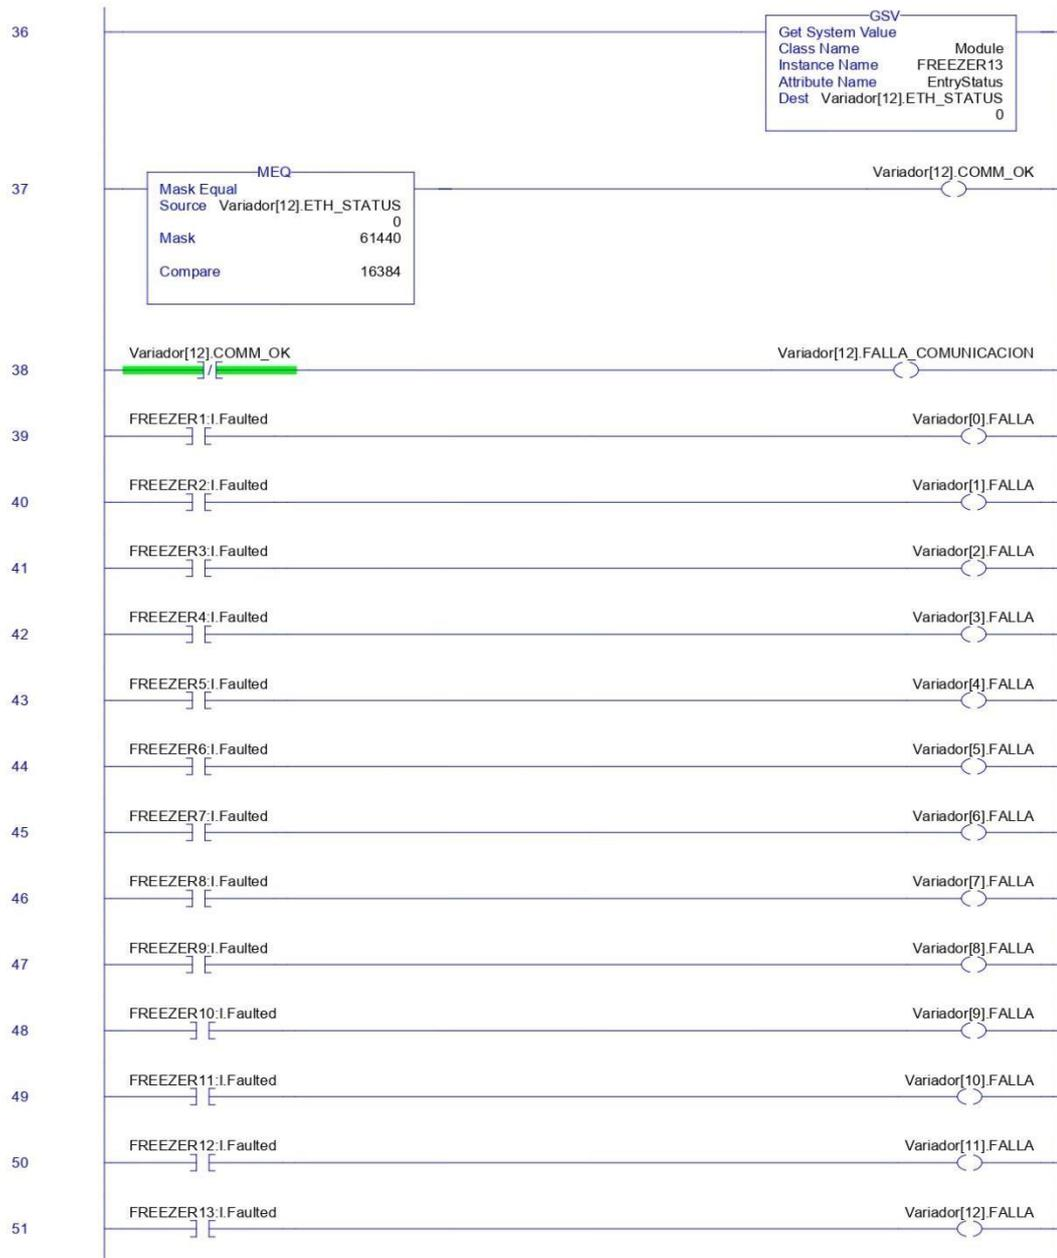 36
GSV
Get System Value
Class Name Module
Instance Name FREEZER13
Attribute Name EntryStatus
Dest Variador[12].ETH_STATUS
0
37
MEQ
Mask Equal
Source Variador[12].ETH_STATUS
0
Mask 61440
Compare 16384
Variador[12].COMM_OK
38
Variador[12].COMM_OK
Variador[12].FALLA_COMUNICACION
39
FREEZER1:I.Faulted
Variador[0].FALLA
40
FREEZER2:I.Faulted
Variador[1].FALLA
41
FREEZER3:I.Faulted
Variador[2].FALLA
42
FREEZER4:I.Faulted
Variador[3].FALLA
43
FREEZER5:I.Faulted
Variador[4].FALLA
44
FREEZER6:I.Faulted
Variador[5].FALLA
45
FREEZER7:I.Faulted
Variador[6].FALLA
46
FREEZER8:I.Faulted
Variador[7].FALLA
47
FREEZER9:I.Faulted
Variador[8].FALLA
48
FREEZER10:I.Faulted
Variador[9].FALLA
49
FREEZER11:I.Faulted
Variador[10].FALLA
50
FREEZER12:I.Faulted
Variador[11].FALLA
51
FREEZER13:I.Faulted
Variador[12].FALLA